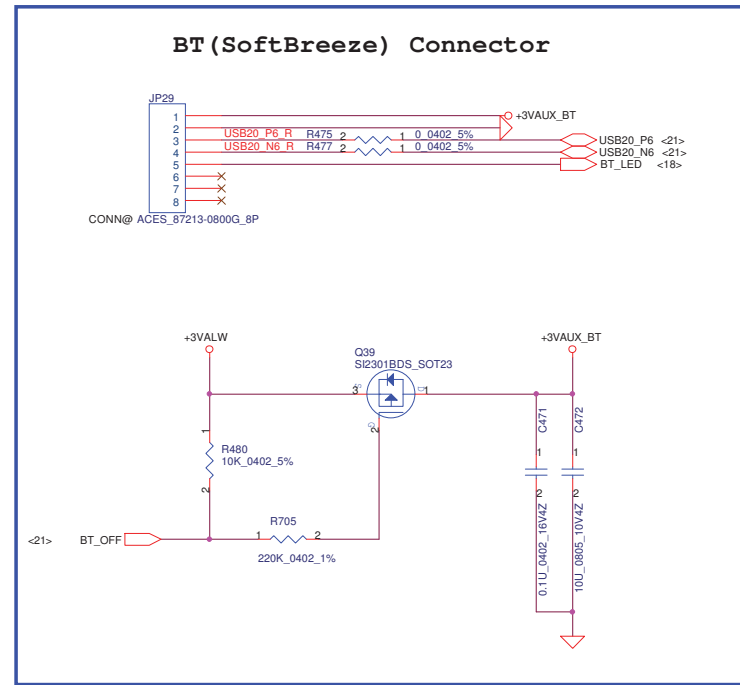 BT(SoftBreeze) Connector
JP29
1
2
3
4
5
6
7
8
+3VAUX_BT
USB20_P6_R R475 2 1 0_0402_5% USB20_P6 <21>
USB20_N6_R R477 2 1 0_0402_5% USB20_N6 <21>
BT_LED <18>
CONN@ ACES_87213-0800G_8P
+3VALW
+3VAUX_BT
Q39
SI2301BDS_SOT23
S
3
D
1
G
2
C471
C472
1
R480
10K_0402_5%
2
1
2
1
2
0.1U_0402_16V4Z
10U_0805_10V4Z
R705
<21> BT_OFF 1 2
220K_0402_1%